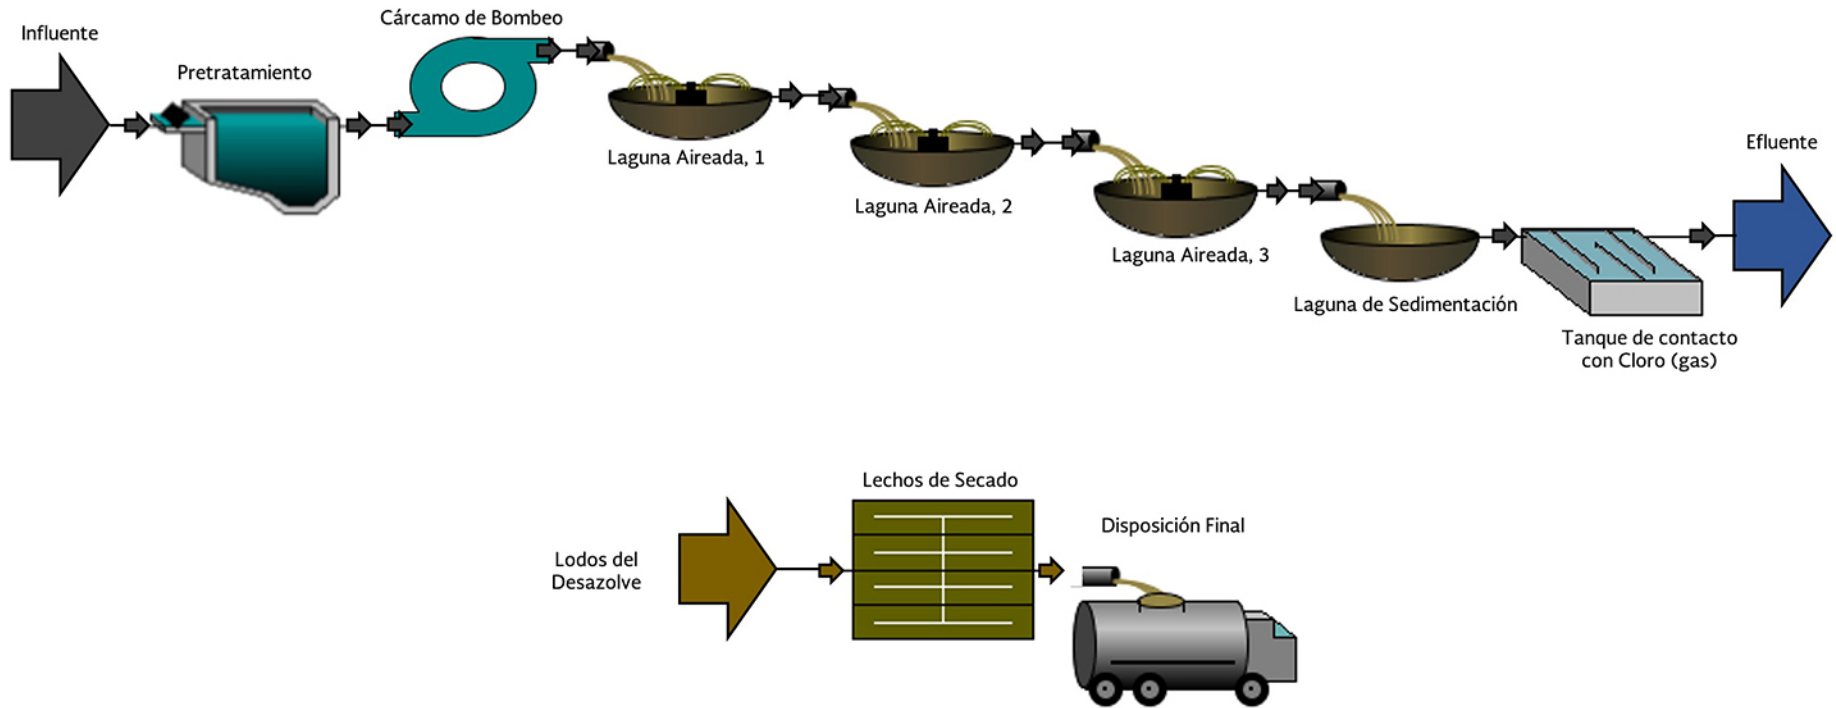 Influente
Pretratamiento
Cárcamo de Bombeo
Laguna Aireada, 1
Laguna Aireada, 2
Laguna Aireada, 3
Laguna de Sedimentación
Tanque de contacto
con Cloro (gas)
Efluente
Lodos del
Desazolve
Lechos de Secado
Disposición Final